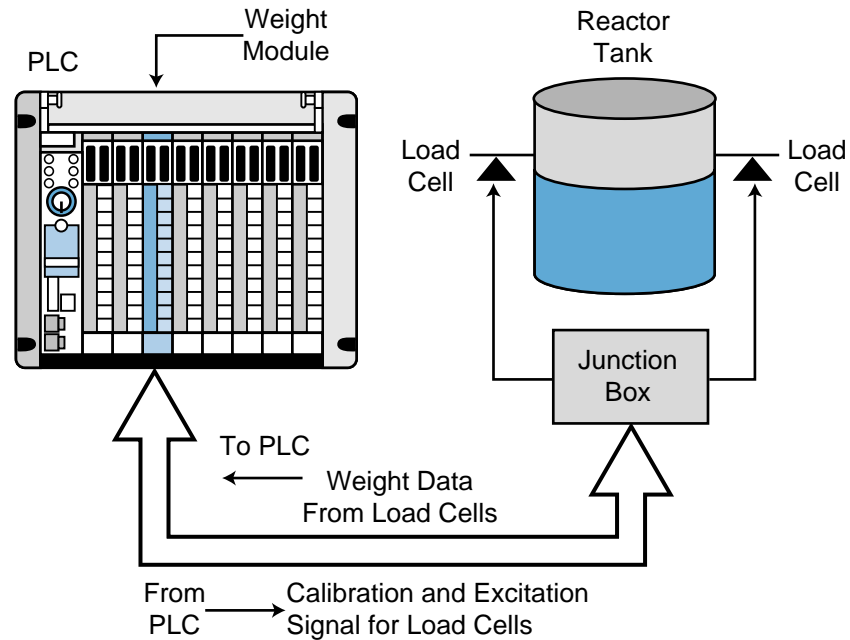 Weight
Module
PLC
Reactor
Tank
Load
Cell
Load
Cell
Junction
Box
To PLC
Weight Data
From Load Cells
From
PLC
Calibration and Excitation
Signal for Load Cells